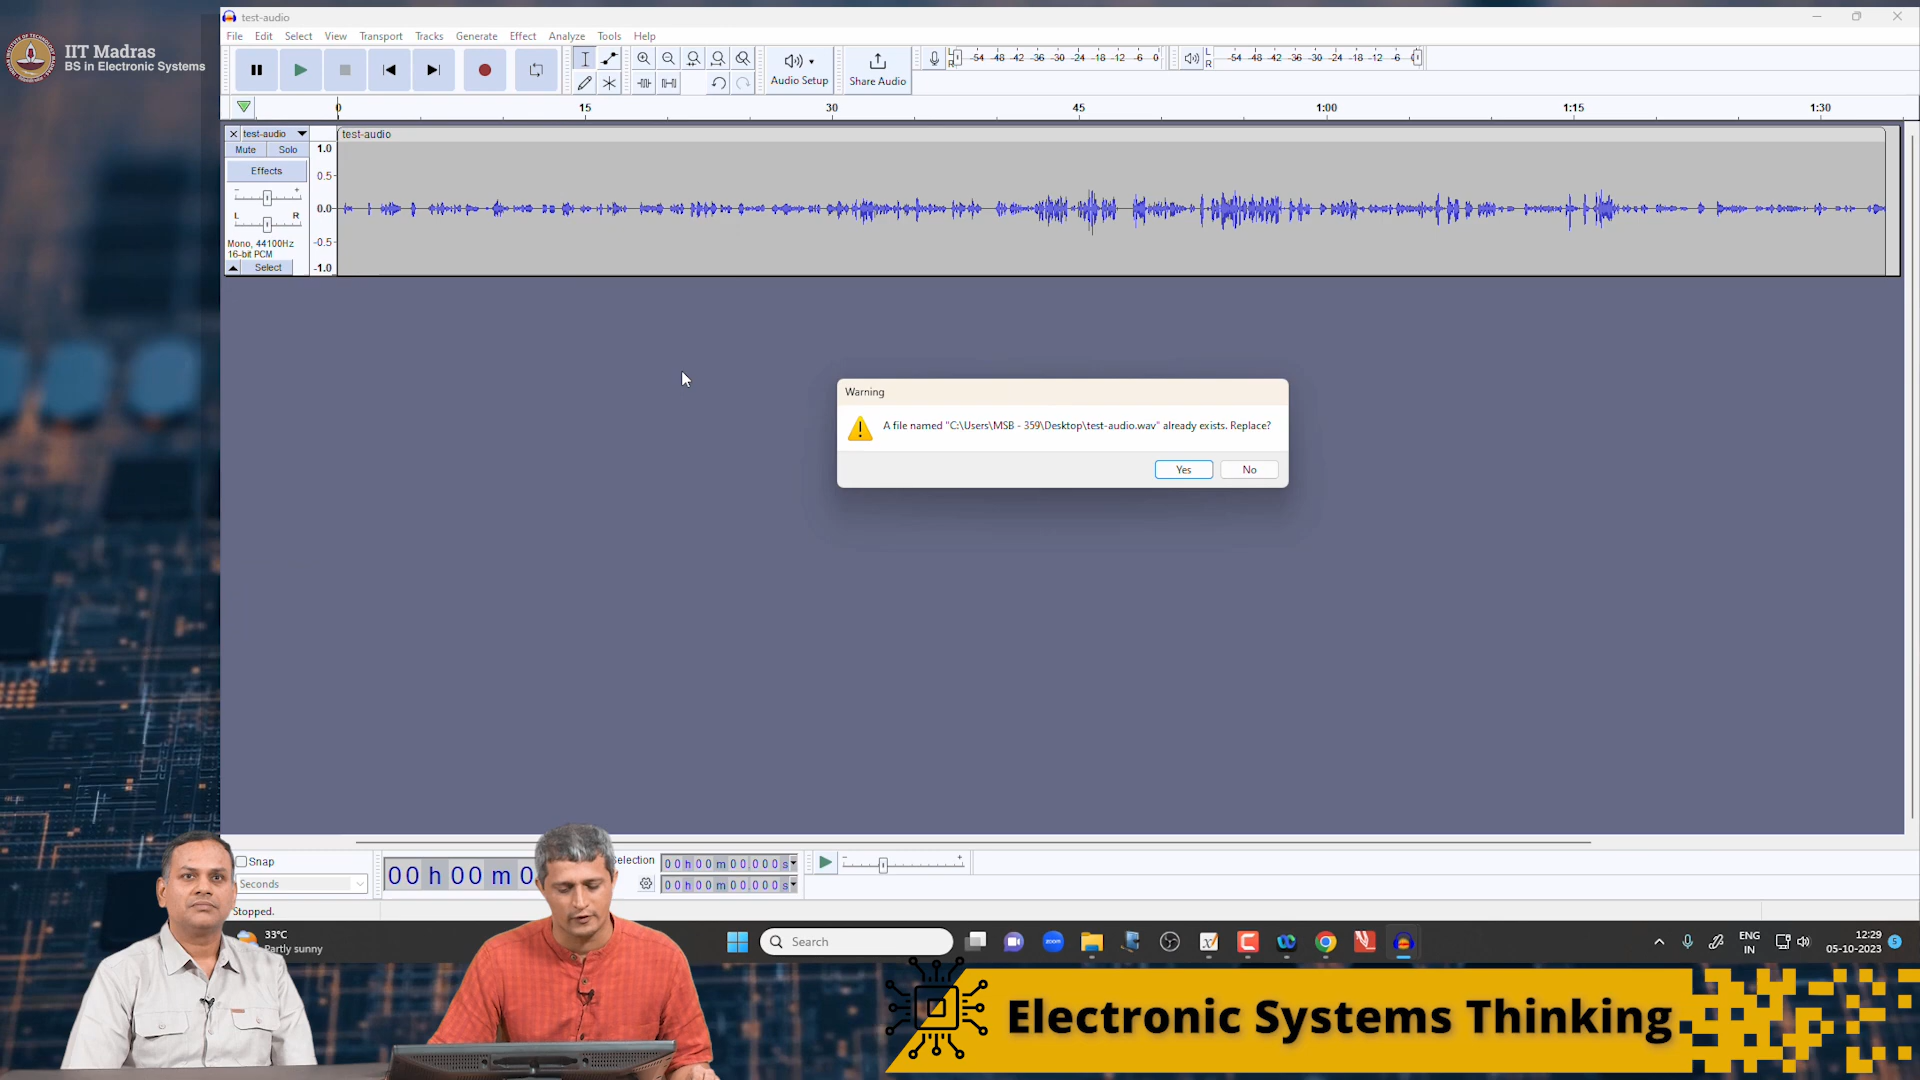 IIT Madras
BS in Electronic Systems
test-audio
File Edit Select View Transport Tracks Generate Effect Analyze Tools Help
Audio Setup
Share Audio
L
R
-54 -48 -42 -36 -30 -24 -18 -12 -6 0
L
R
-54 -48 -42 -36 -30 -24 -18 -12 -6
0 15 30 45 1:00 1:15 1:30
test-audio
test-audio
Mute Solo
Effects
L R
Mono, 44100Hz
16-bit PCM
Select
1.0
0.5
0.0
-0.5
-1.0
Warning
A file named "C:\Users\MSB - 359\Desktop\test-audio.wav" already exists. Replace?
Yes No
Snap
Seconds
00 h 00 m 0
election
00 h 00 m 00.000 s
00 h 00 m 00.000 s
Stopped.
33°C
Partly sunny
Search
zoom
ENG
IN
12:29
05-10-2023
5
Electronic Systems Thinking